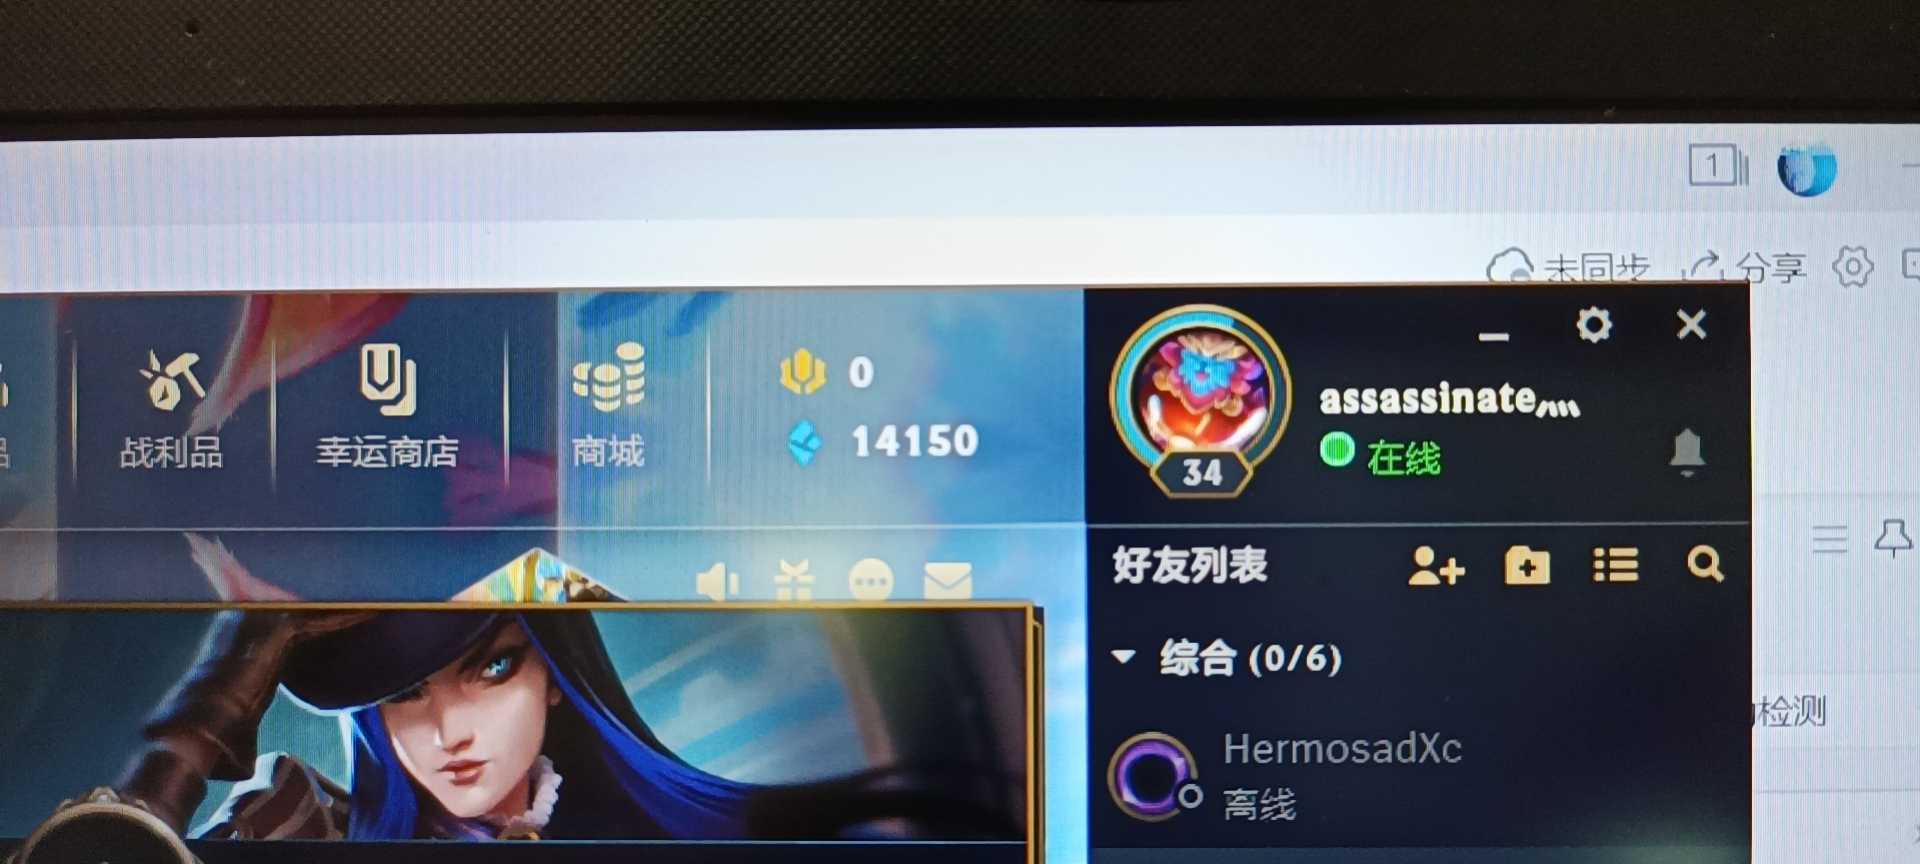 1
未同步 分享
战利品 幸运商店 商城
0
14150
34
assassinate
在线
好友列表
综合 (0/6)
HermosadXc
离线
检测